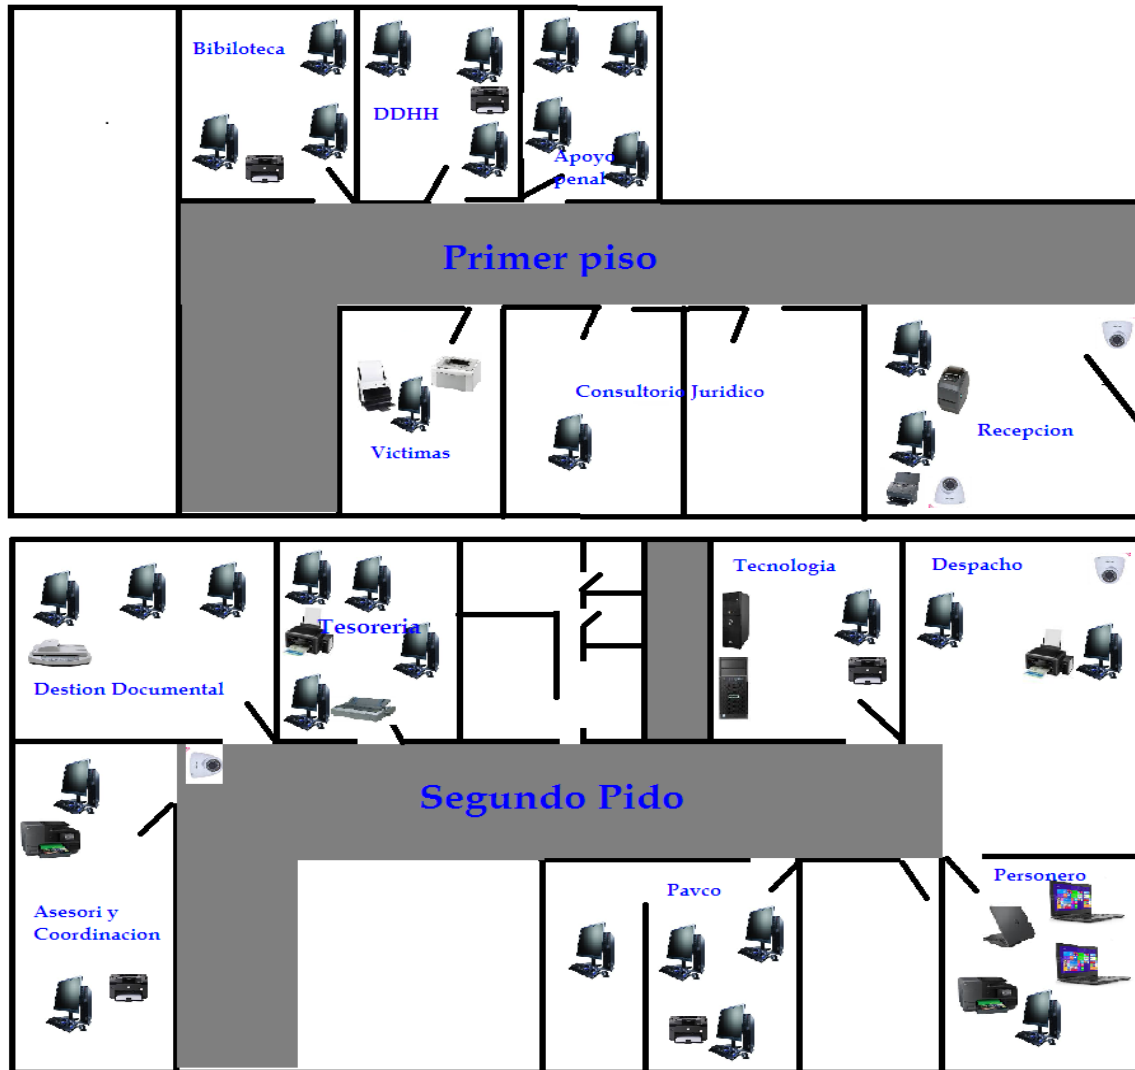 Bibiloteca
DDHH
Apoyo
penal
Primer piso
Victimas
Consultorio Juridico
Recepcion
Destion Documental
Tesoreria
Tecnologia
Despacho
Segundo Pido
Asesori y
Coordinacion
Pavco
Personero